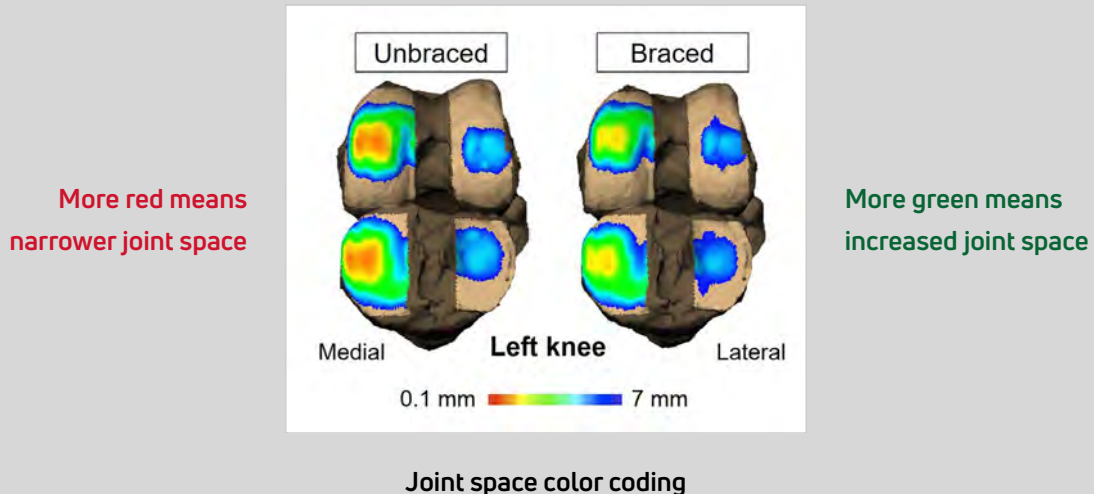 Unbraced
Braced
More red means
narrower joint space
More green means
increased joint space
Medial
Left knee
Lateral
0.1 mm
7 mm
Joint space color coding